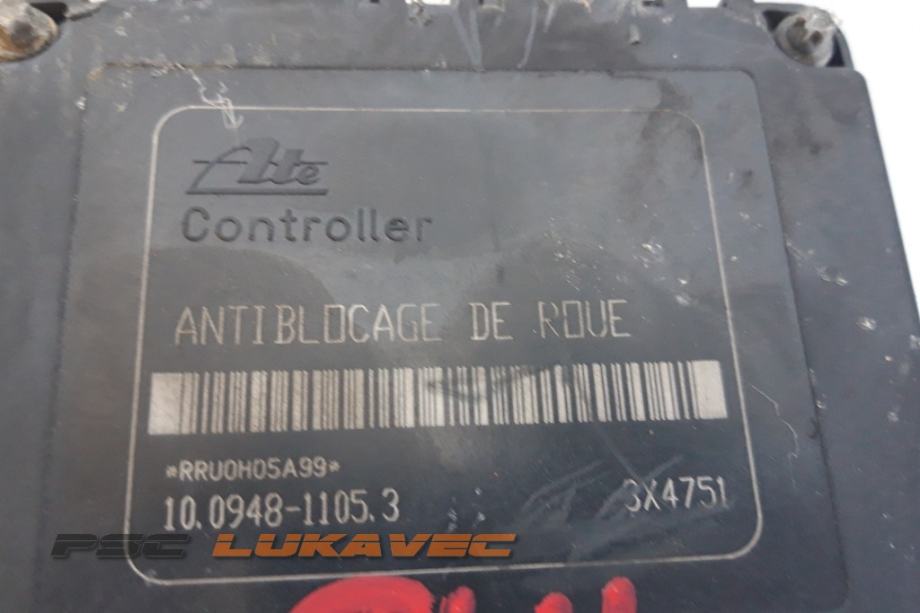 Ate
Controller
ANTIBLOCAGE DE ROUE
*RRU0H05A99*
10.0948-1105.3 3X4751
PSC LUKAVEC